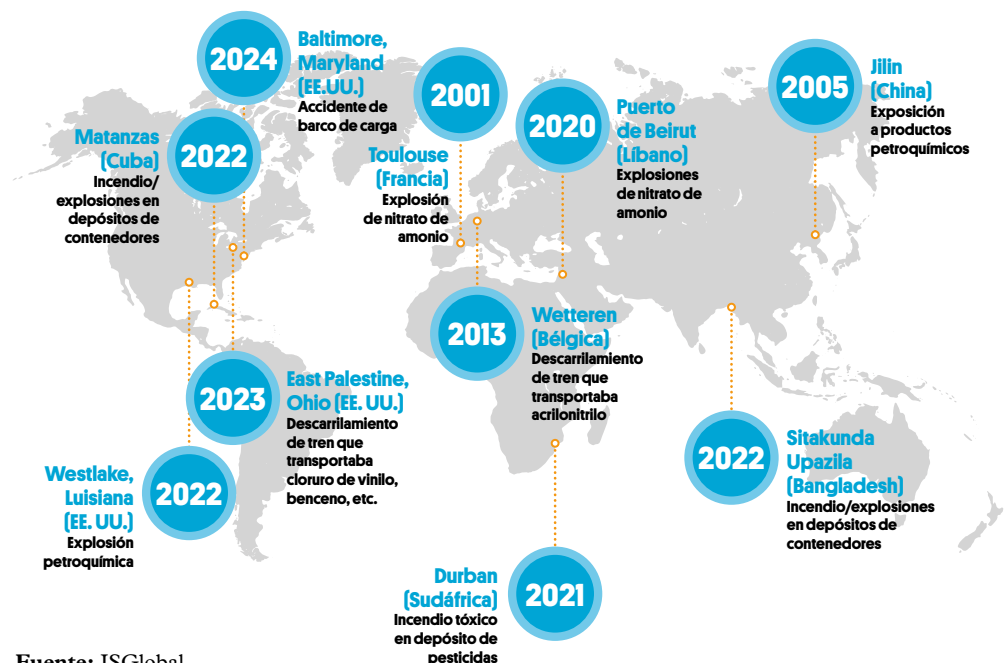 2024
Baltimore,
Maryland
(EE.UU.)
Accidente de
barco de carga
Matanzas
(Cuba)
Incendio/
explosiones en
depósitos de
contenedores
2022
2001
Toulouse
(Francia)
Explosión
de nitrato de
amonio
2020
Puerto
de Beirut
(Líbano)
Explosiones
de nitrato de
amonio
2005
Jilin
(China)
Exposición
a productos
petroquímicos
2013
Wetteren
(Bélgica)
Descarrilamiento
de tren que
transportaba
acrilonitrilo
2023
East Palestine,
Ohio (EE. UU.)
Descarrilamiento
de tren que
transportaba
cloruro de vinilo,
benceno, etc.
Westlake,
Luisiana
(EE. UU.)
Explosión
petroquímica
2022
2022
Sitakunda
Upazila
(Bangladesh)
Incendio/explosiones
en depósitos de
contenedores
Durban
(Sudáfrica)
Incendio tóxico
en depósito de
pesticidas
2021
Fuente: ISGlobal